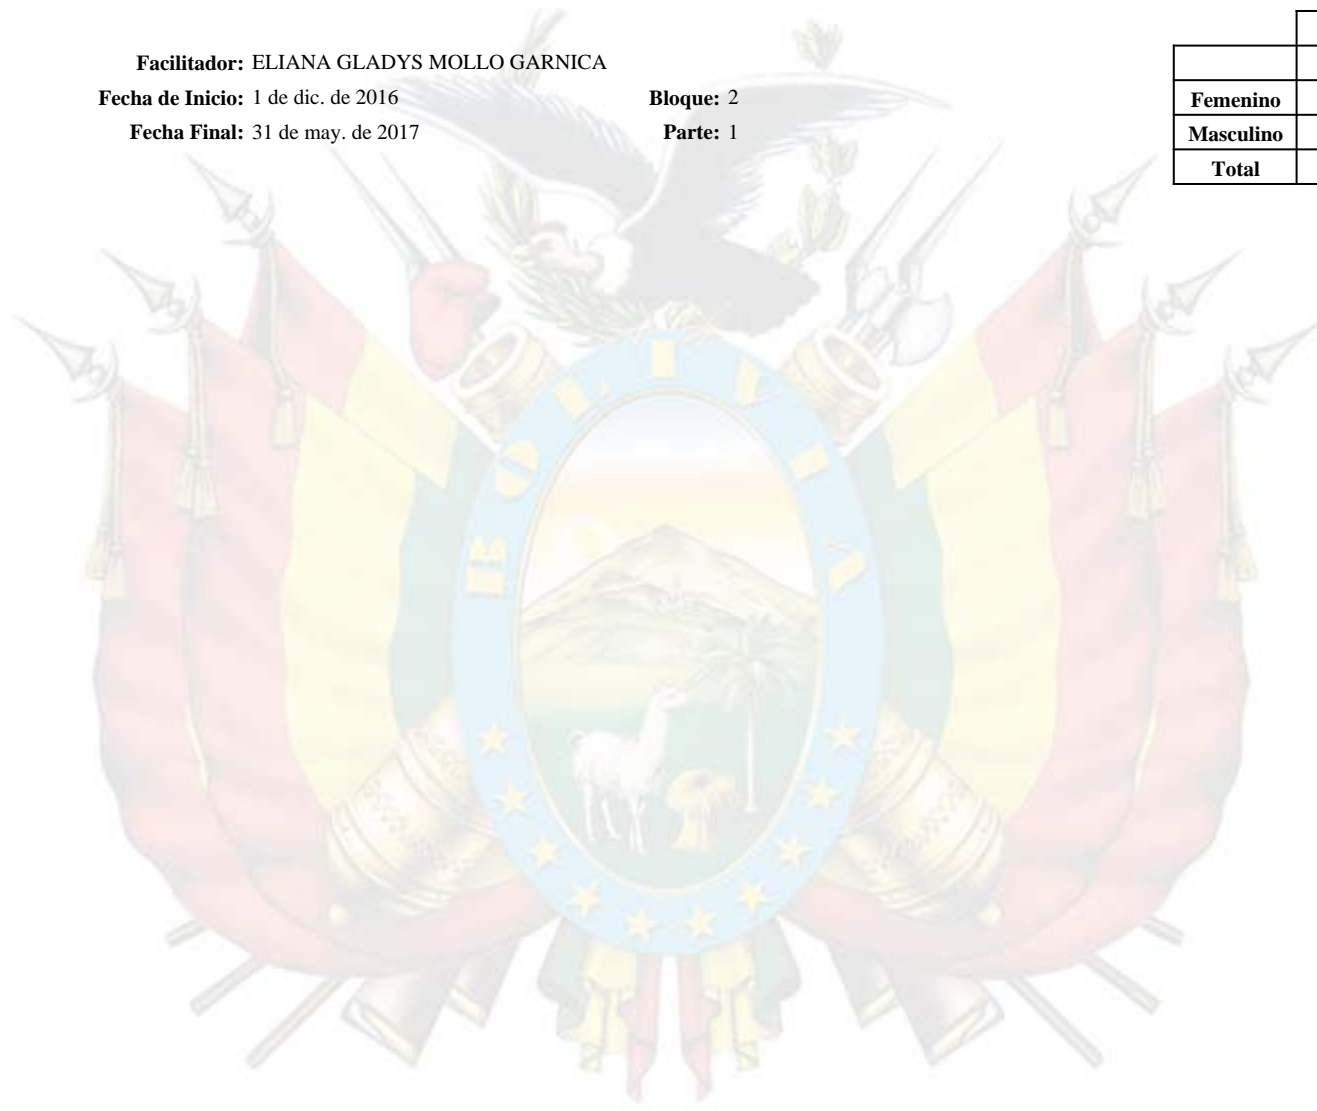 Facilitador: ELIANA GLADYS MOLLO GARNICA
Fecha de Inicio: 1 de dic. de 2016 Bloque: 2
Fecha Final: 31 de may. de 2017 Parte: 1
Femenino
Masculino
Total
BOLIVIA